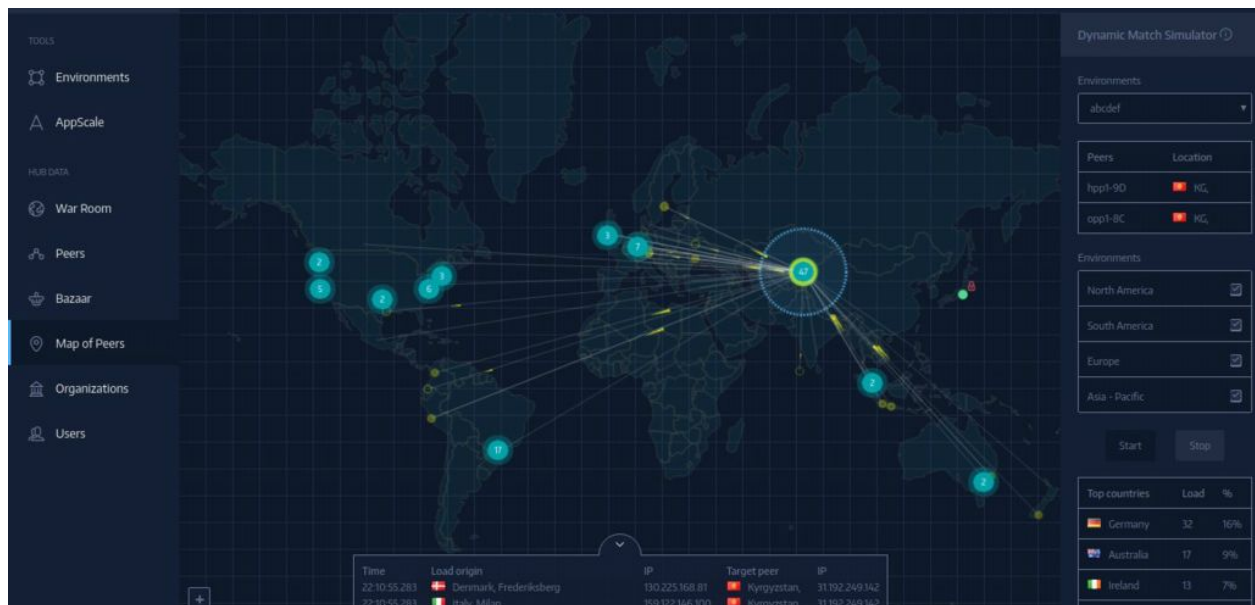 TOOLS
Environments
AppScale
HUB DATA
War Room
Peers
Bazaar
Map of Peers
Organizations
Users
2
5
2
6
3
3
7
47
2
17
2
+
Time Load origin IP Target peer IP
22:10:55.283 Denmark, Frederiksberg 130.225.168.81 Kyrgyzstan, 31.192.249.142
22:10:55.283 Italy, Milan 159.122.146.100 Kyrgyzstan 31.192.249.142
Dynamic Match Simulator
Environments
abcdef
Peers Location
hpp1-9D KG,
opp1-8C KG,
Environments
North America
South America
Europe
Asia - Pacific
Start Stop
Top countries Load %
Germany 32 16%
Australia 17 9%
Ireland 13 7%